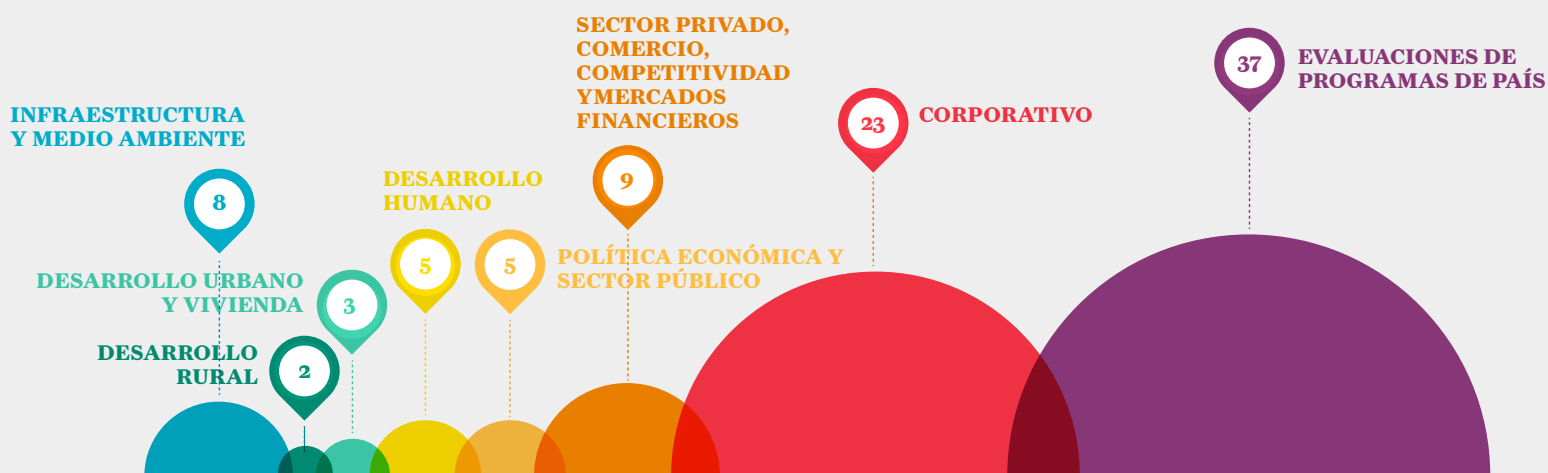 INFRAESTRUCTURA
Y MEDIO AMBIENTE
8
DESARROLLO URBANO
Y VIVIENDA
3
DESARROLLO
RURAL
2
DESARROLLO
HUMANO
5
5
POLÍTICA ECONÓMICA Y
SECTOR PÚBLICO
SECTOR PRIVADO,
COMERCIO,
COMPETITIVIDAD
YMERCADOS
FINANCIEROS
9
23
CORPORATIVO
37
EVALUACIONES DE
PROGRAMAS DE PAÍS